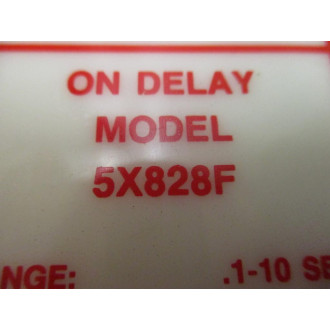 ON DELAY
MODEL
5X828F
NGE: .1-10 SE